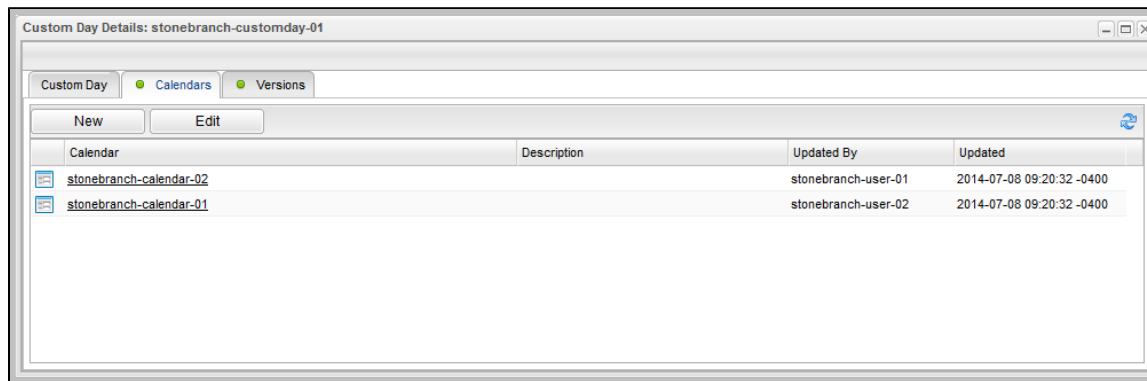 Custom Day Details: stonebranch-customday-01
Custom Day Calendars Versions
New Edit
Calendar Description Updated By Updated
stonebranch-calendar-02 stonebranch-user-01 2014-07-08 09:20:32 -0400
stonebranch-calendar-01 stonebranch-user-02 2014-07-08 09:20:32 -0400